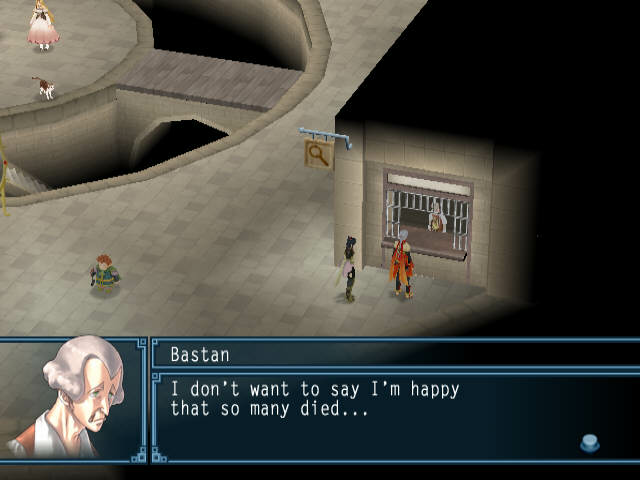 Bastan
I don't want to say I'm happy
that so many died...